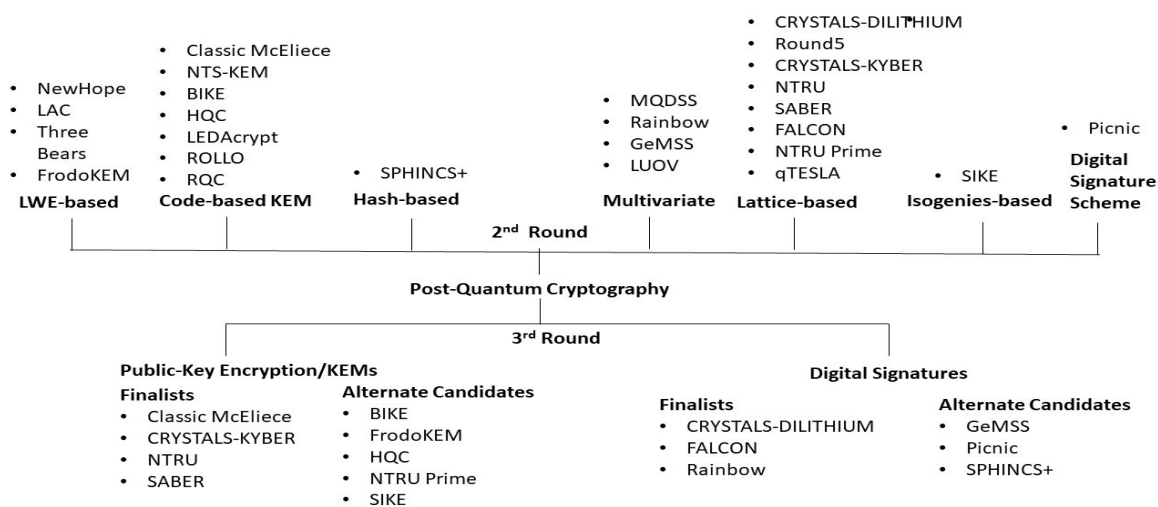 • NewHope
• LAC
• Three
Bears
• FrodoKEM
LWE-based
• Classic McEliece
• NTS-KEM
• BIKE
• HQC
• LEDAcrypt
• ROLLO
• RQC
Code-based KEM
• SPHINCS+
Hash-based
• MQDSS
• Rainbow
• GeMSS
• LUOV
Multivariate
• CRYSTALS-DILITHIUM
• Round5
• CRYSTALS-KYBER
• NTRU
• SABER
• FALCON
• NTRU Prime
• qTESLA
Lattice-based
• SIKE
Isogenies-based
• Picnic
Digital
Signature
Scheme
2nd Round
Post-Quantum Cryptography
3rd Round
Public-Key Encryption/KEMs
Finalists
• Classic McEliece
• CRYSTALS-KYBER
• NTRU
• SABER
Alternate Candidates
• BIKE
• FrodoKEM
• HQC
• NTRU Prime
• SIKE
Digital Signatures
Finalists
• CRYSTALS-DILITHIUM
• FALCON
• Rainbow
Alternate Candidates
• GeMSS
• Picnic
• SPHINCS+